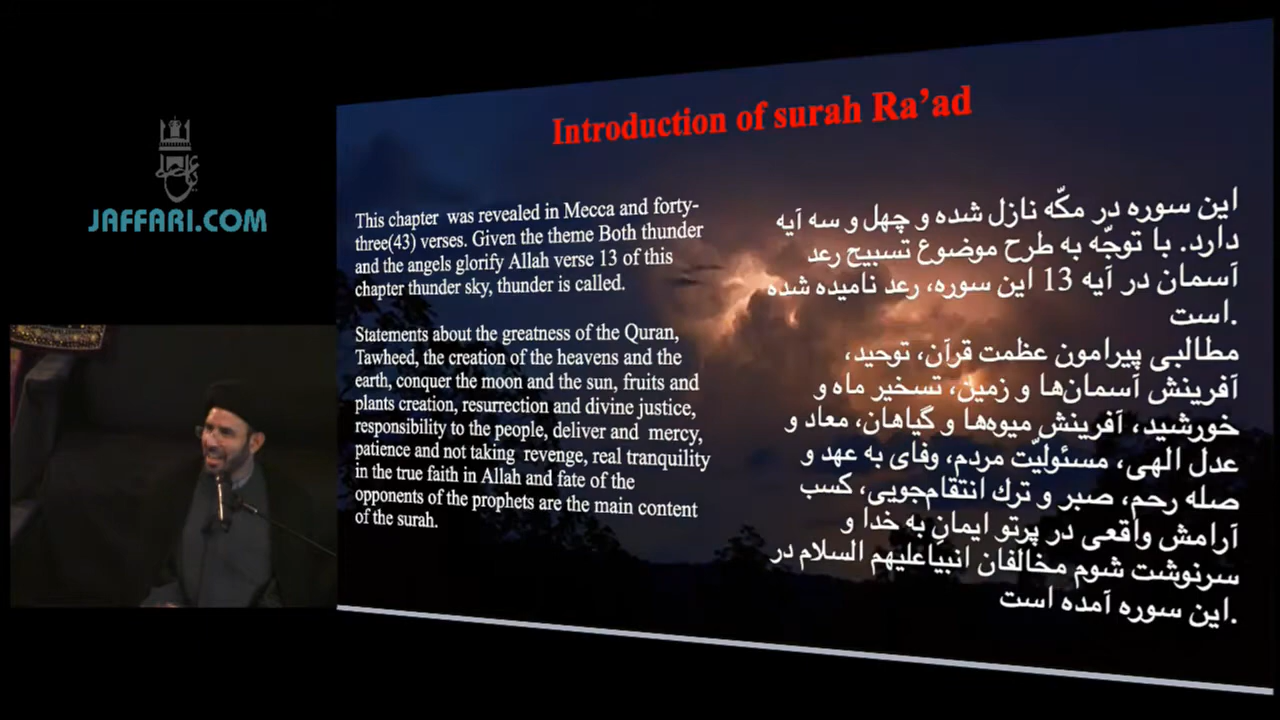 JAFFARI.COM
Introduction of surah Ra’ad
This chapter was revealed in Mecca and forty-
three(43) verses. Given the theme Both thunder
and the angels glorify Allah verse 13 of this
chapter thunder sky, thunder is called.
Statements about the greatness of the Quran,
Tawheed, the creation of the heavens and the
earth, conquer the moon and the sun, fruits and
plants creation, resurrection and divine justice,
responsibility to the people, deliver and mercy,
patience and not taking revenge, real tranquility
in the true faith in Allah and fate of the
opponents of the prophets are the main content
of the surah.
این سوره در مکّه نازل شده و چهل و سه آیه
دارد. با توجّه به طرح موضوع تسبیح رعد
آسمان در آیه 13 این سوره، رعد نامیده شده
است.
مطالبی پیرامون عظمت قرآن، توحید،
آفرینش آسمان‌ها و زمین، تسخیر ماه و
خورشید، آفرینش میوه‌ها و گیاهان، معاد و
عدل الهی، مسئولیّت مردم، وفای به عهد و
صله رحم، صبر و ترك انتقام‌جویی، کسب
آرامش واقعی در پرتو ایمانِ به خدا و
سرنوشت شوم مخالفان انبیاعلیهم السلام در
این سوره آمده است.